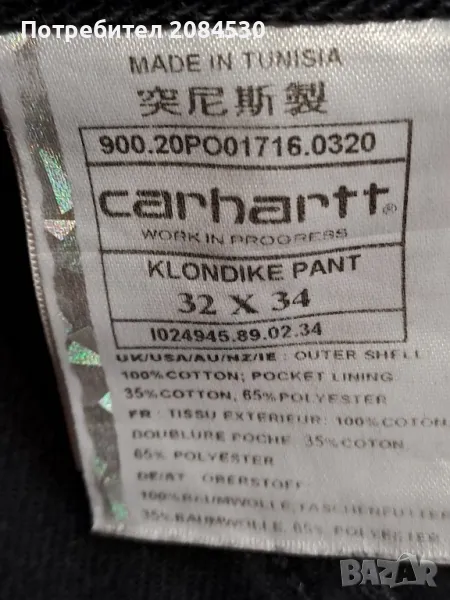 Потребител 2084530
MADE IN TUNISIA
突尼斯製
900.20PO01716.0320
carhartt®
WORK IN PROGRESS
KLONDIKE PANT
32 X 34
I024945.89.02.34
UK/USA/AU/NZ/IE : OUTER SHELL
100%COTTON; POCKET LINING
35%COTTON, 65%POLYESTER
FR : TISSU EXTERIEUR: 100%COTON
DOUBLURE POCHE 35%COTON
65% POLYESTER
DE/AT OBERSTOFF
100%BAUMWOLLE, TASCHENFUTTER
35% BAUMWOLLE, 65% POLYESTER
BAZAR